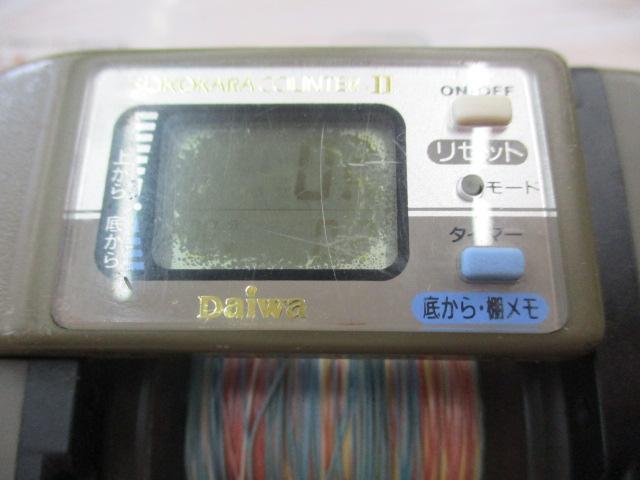 SOKOKARA COUNTER II
ON/OFF
リセット
モード
タイマー
底から・棚メモ
上から
底から
0.
Daiwa